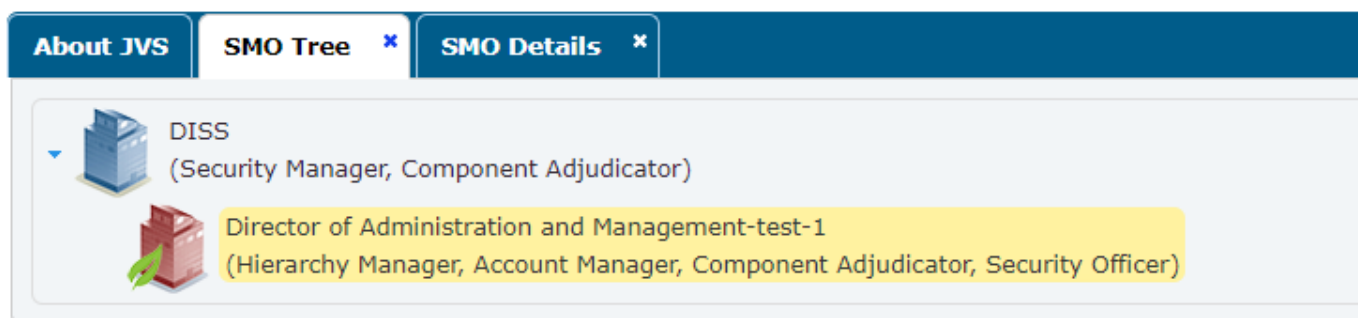 About JVS
SMO Tree
SMO Details
DISS
(Security Manager, Component Adjudicator)
Director of Administration and Management-test-1
(Hierarchy Manager, Account Manager, Component Adjudicator, Security Officer)